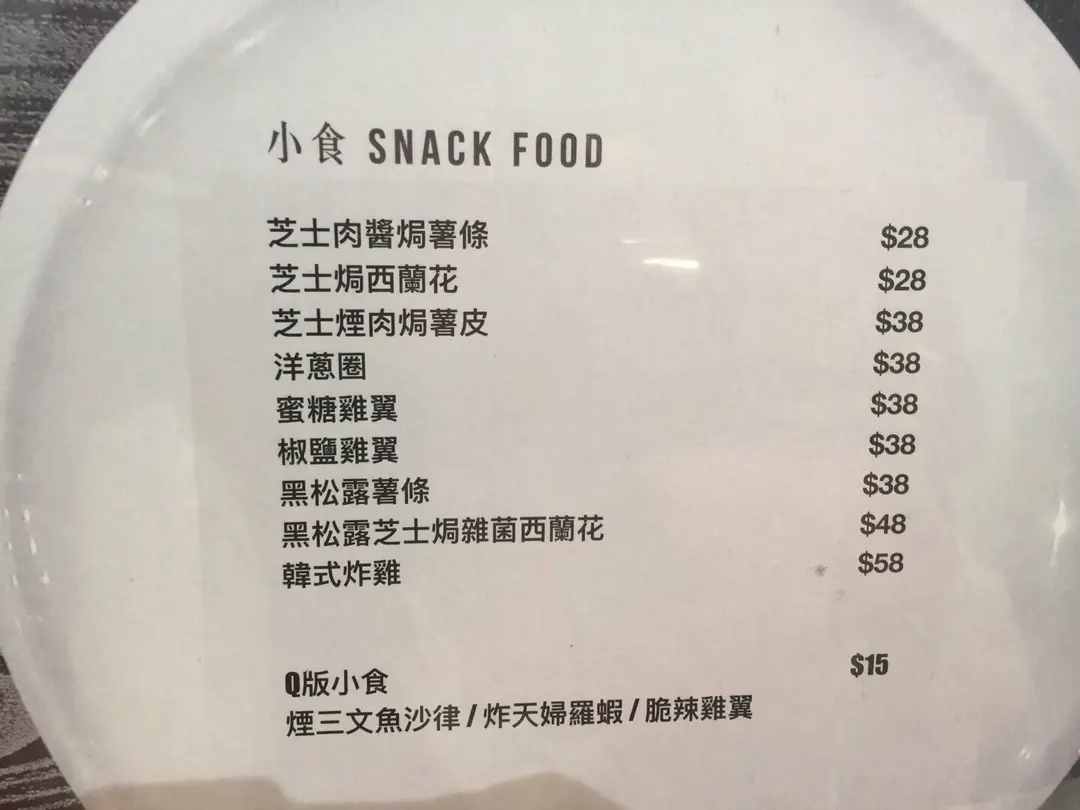 小食 SNACK FOOD
芝士肉醬焗薯條 $28
芝士焗西蘭花 $28
芝士煙肉焗薯皮 $38
洋蔥圈 $38
蜜糖雞翼 $38
椒鹽雞翼 $38
黑松露薯條 $38
黑松露芝士焗雜菌西蘭花 $48
韓式炸雞 $58
Q版小食 $15
煙三文魚沙律 / 炸天婦羅蝦 / 脆辣雞翼